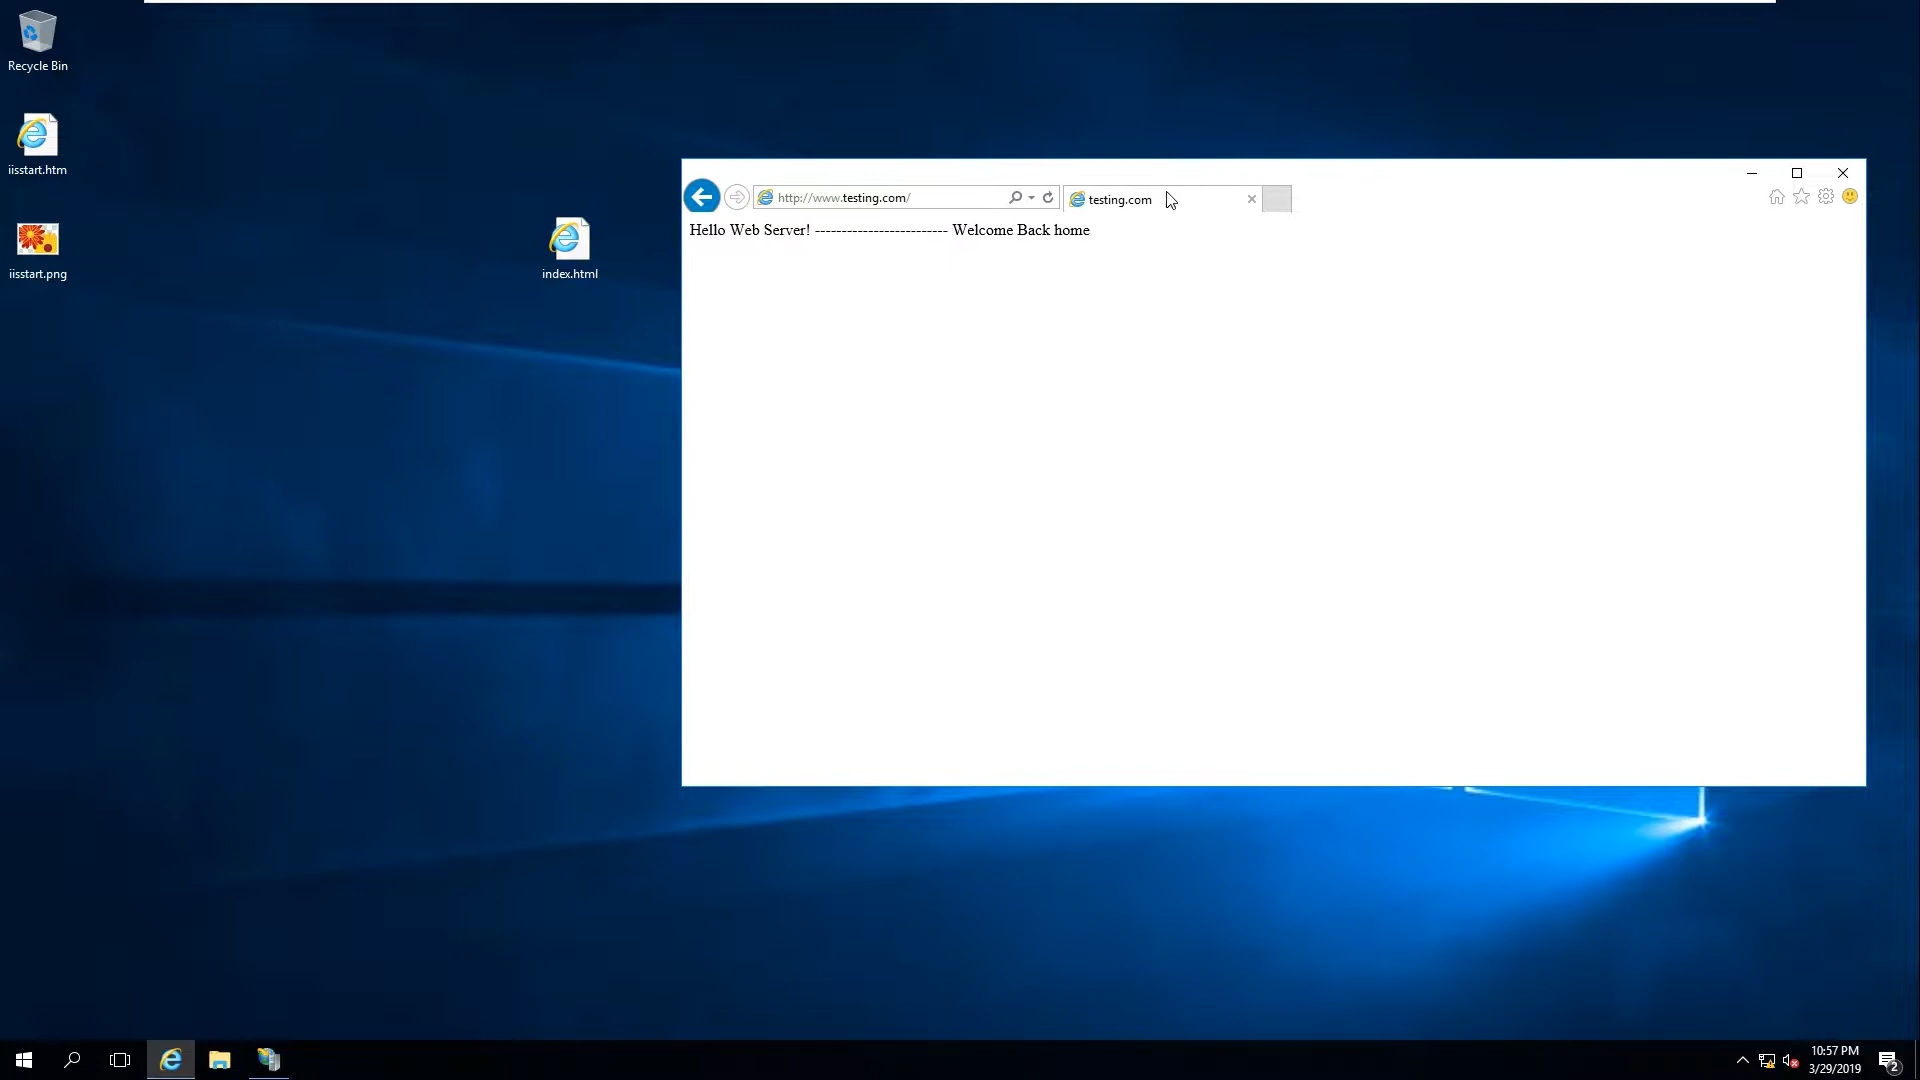 Recycle Bin
iisstart.htm
iisstart.png
index.html
http://www.testing.com/
testing.com
Hello Web Server! ------------------------- Welcome Back home
10:57 PM
3/29/2019
2